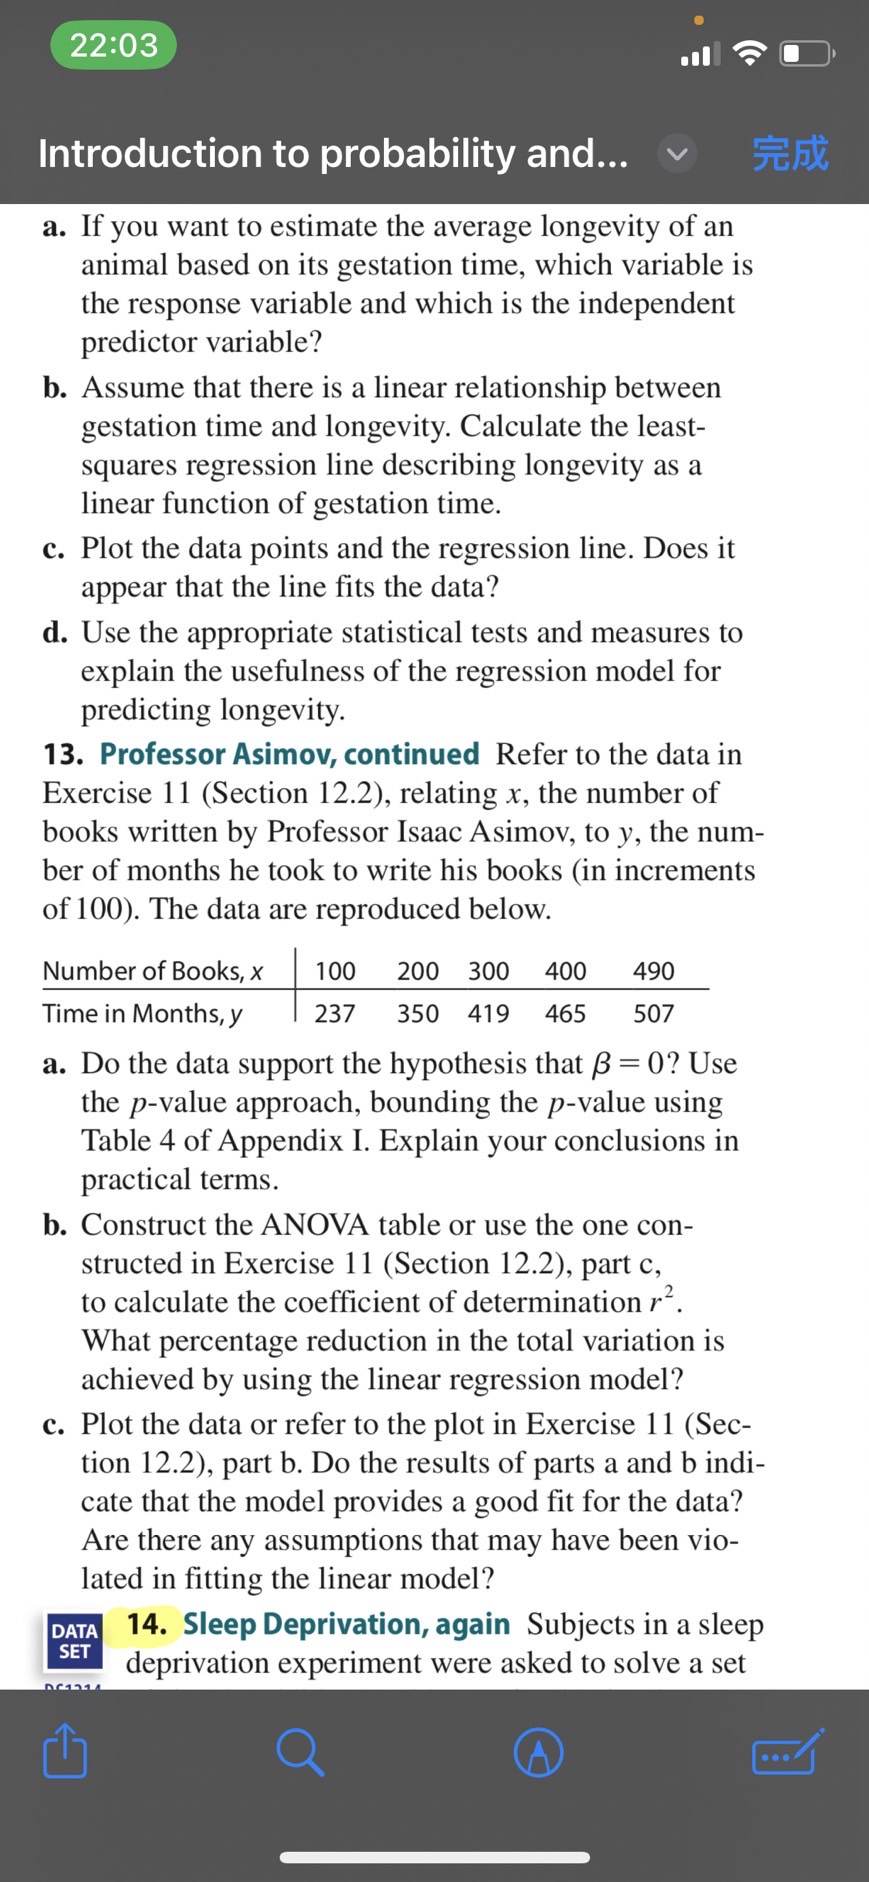 22:03
Introduction to probability and...
完成
a. If you want to estimate the average longevity of an
animal based on its gestation time, which variable is
the response variable and which is the independent
predictor variable?
b. Assume that there is a linear relationship between
gestation time and longevity. Calculate the least-
squares regression line describing longevity as a
linear function of gestation time.
c. Plot the data points and the regression line. Does it
appear that the line fits the data?
d. Use the appropriate statistical tests and measures to
explain the usefulness of the regression model for
predicting longevity.
13. Professor Asimov, continued Refer to the data in
Exercise 11 (Section 12.2), relating x, the number of
books written by Professor Isaac Asimov, to y, the num-
ber of months he took to write his books (in increments
of 100). The data are reproduced below.
Number of Books, x 100 200 300 400 490
Time in Months, y 237 350 419 465 507
a. Do the data support the hypothesis that β = 0? Use
the p-value approach, bounding the p-value using
Table 4 of Appendix I. Explain your conclusions in
practical terms.
b. Construct the ANOVA table or use the one con-
structed in Exercise 11 (Section 12.2), part c,
to calculate the coefficient of determination r².
What percentage reduction in the total variation is
achieved by using the linear regression model?
c. Plot the data or refer to the plot in Exercise 11 (Sec-
tion 12.2), part b. Do the results of parts a and b indi-
cate that the model provides a good fit for the data?
Are there any assumptions that may have been vio-
lated in fitting the linear model?
DATA
SET
14. Sleep Deprivation, again Subjects in a sleep
deprivation experiment were asked to solve a set